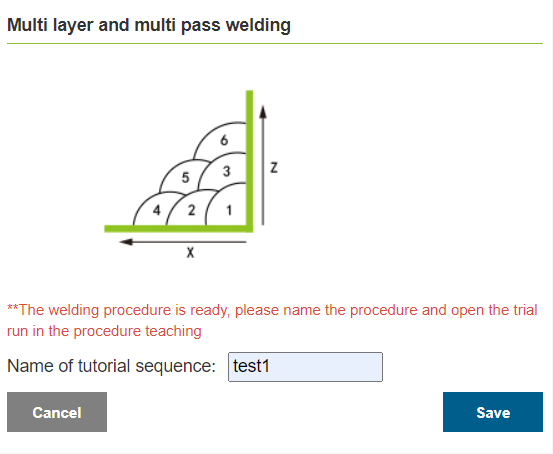 Multi layer and multi pass welding
6
5 3 Z
4 2 1
X
**The welding procedure is ready, please name the procedure and open the trial
run in the procedure teaching
Name of tutorial sequence: test1
Cancel Save